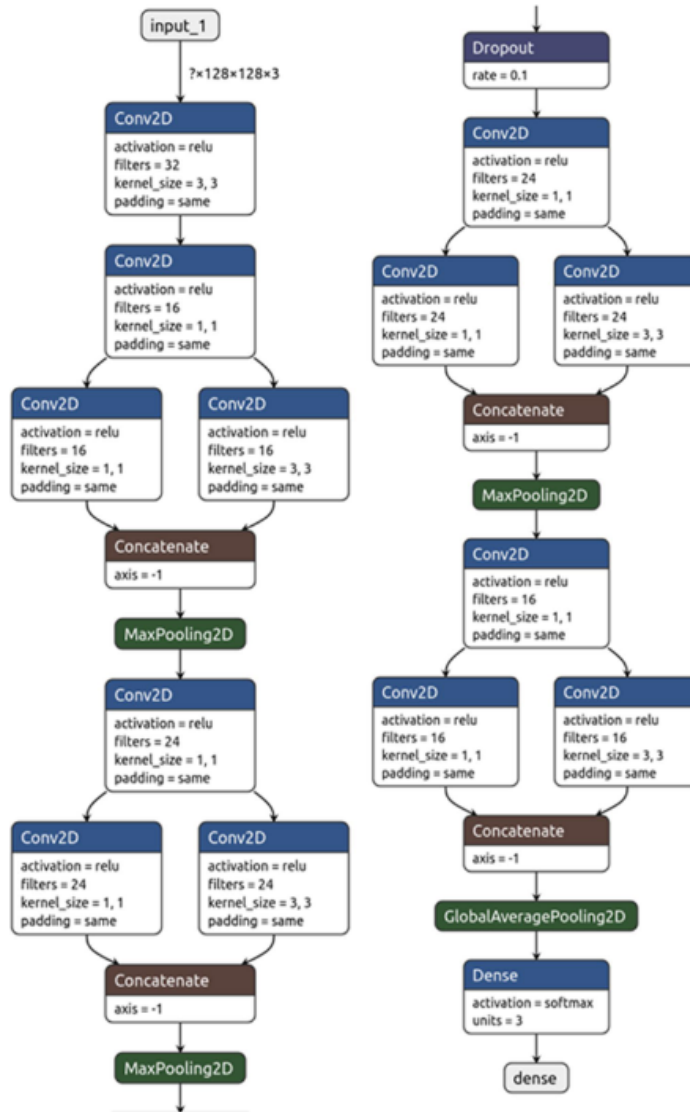 input_1
?×128×128×3
Conv2D
activation = relu
filters = 32
kernel_size = 3, 3
padding = same
Conv2D
activation = relu
filters = 16
kernel_size = 1, 1
padding = same
Conv2D
activation = relu
filters = 16
kernel_size = 1, 1
padding = same
Conv2D
activation = relu
filters = 16
kernel_size = 3, 3
padding = same
Concatenate
axis = -1
MaxPooling2D
Conv2D
activation = relu
filters = 24
kernel_size = 1, 1
padding = same
Conv2D
activation = relu
filters = 24
kernel_size = 1, 1
padding = same
Conv2D
activation = relu
filters = 24
kernel_size = 3, 3
padding = same
Concatenate
axis = -1
MaxPooling2D
Dropout
rate = 0.1
Conv2D
activation = relu
filters = 24
kernel_size = 1, 1
padding = same
Conv2D
activation = relu
filters = 24
kernel_size = 1, 1
padding = same
Conv2D
activation = relu
filters = 24
kernel_size = 3, 3
padding = same
Concatenate
axis = -1
MaxPooling2D
Conv2D
activation = relu
filters = 16
kernel_size = 1, 1
padding = same
Conv2D
activation = relu
filters = 16
kernel_size = 1, 1
padding = same
Conv2D
activation = relu
filters = 16
kernel_size = 3, 3
padding = same
Concatenate
axis = -1
GlobalAveragePooling2D
Dense
activation = softmax
units = 3
dense